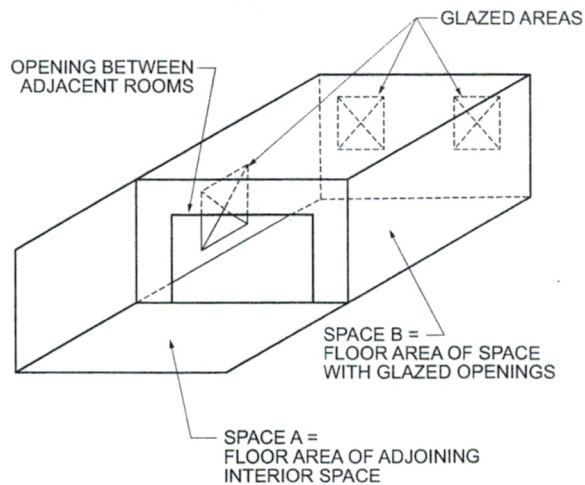 GLAZED AREAS
OPENING BETWEEN
ADJACENT ROOMS
SPACE B =
FLOOR AREA OF SPACE
WITH GLAZED OPENINGS
SPACE A =
FLOOR AREA OF ADJOINING
INTERIOR SPACE